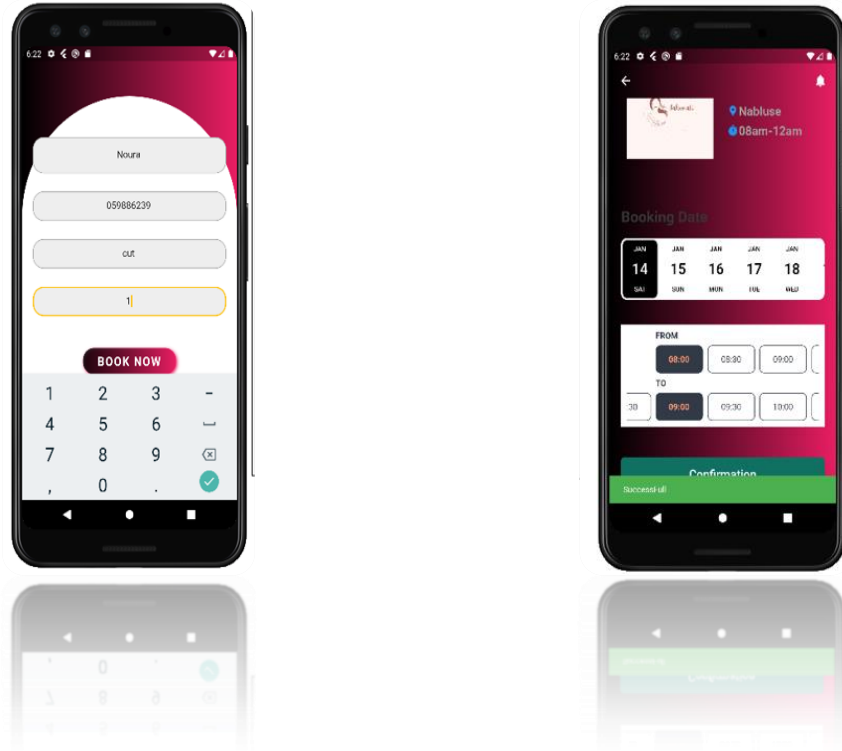 6:22
Noura
059886239
cut
1
BOOK NOW
1 2 3 -
4 5 6
7 8 9
, 0 .
6:22
Nabluse
08am-12am
Booking Date
JAN JAN JAN JAN JAN
14 15 16 17 18
SAT SUN MON TUE WED
FROM
08:00 08:30 09:00
TO
:30 09:00 09:30 10:00
Confirmation
Successfull